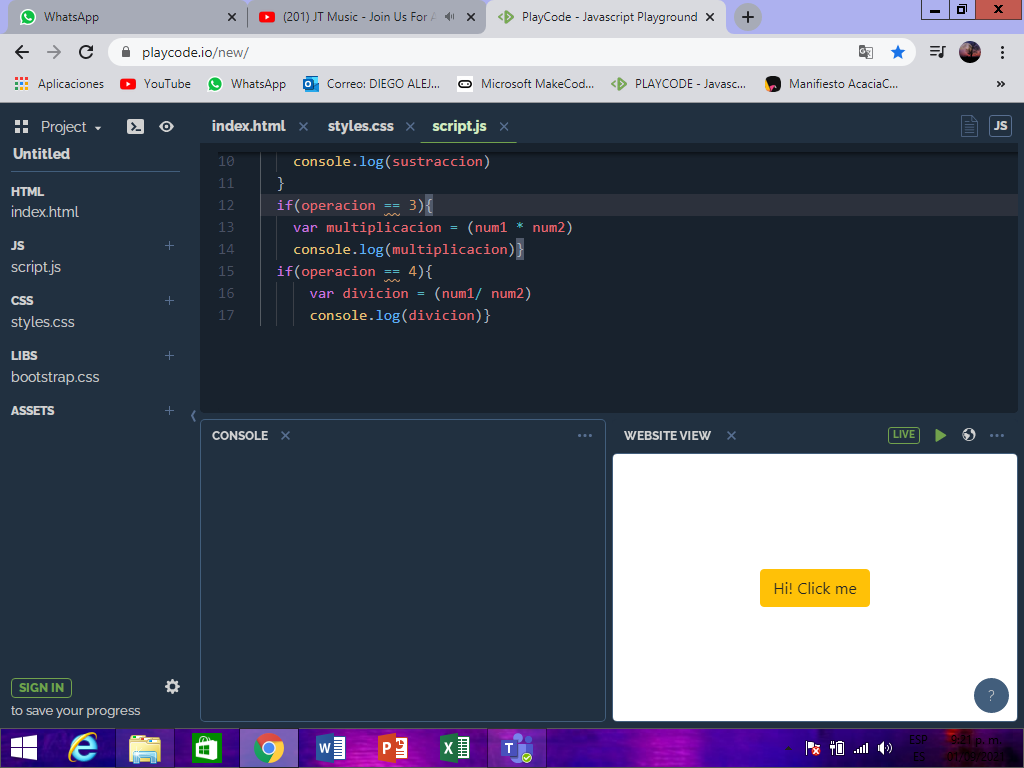 WhatsApp
(201) JT Music - Join Us For A
PlayCode - Javascript Playground
playcode.io/new/
Aplicaciones
YouTube
WhatsApp
Correo: DIEGO ALEJ...
Microsoft MakeCod...
PLAYCODE - Javasc...
Manifiesto AcaciaC...
»
Project
index.html
styles.css
script.js
JS
Untitled
HTML
index.html
JS +
script.js
CSS +
styles.css
LIBS +
bootstrap.css
ASSETS +
10 console.log(sustraccion)
11 }
12 if(operacion == 3){
13 var multiplicacion = (num1 * num2)
14 console.log(multiplicacion)}
15 if(operacion == 4){
16 var divicion = (num1/ num2)
17 console.log(divicion)}
CONSOLE
WEBSITE VIEW
LIVE
Hi! Click me
?
SIGN IN
to save your progress
ESP 9:21 p. m.
ES